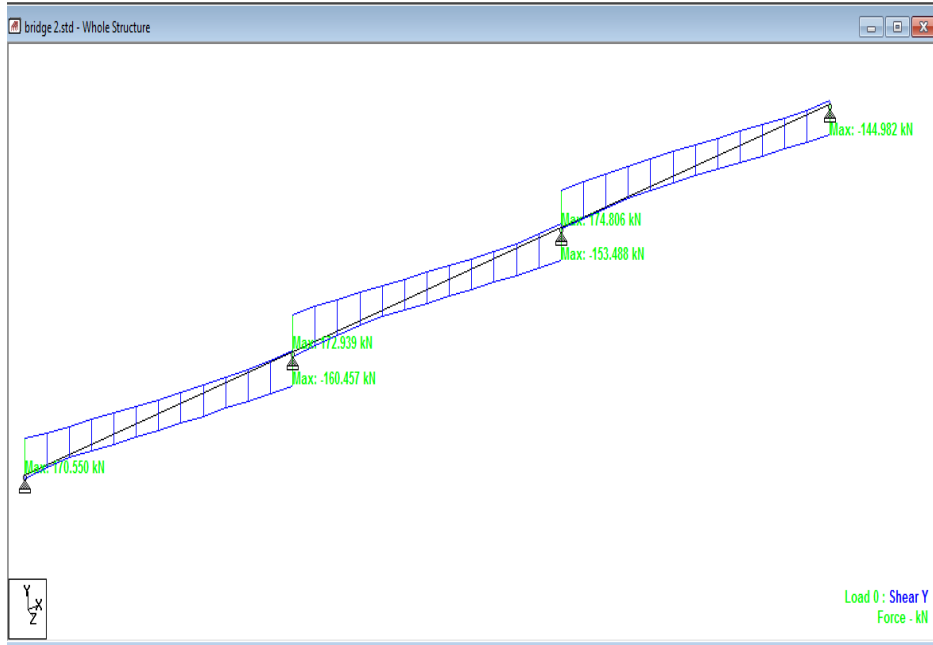 bridge 2.std - Whole Structure
Max: -144.982 kN
Max: 174.806 kN
Max: -153.488 kN
Max: 172.939 kN
Max: -160.457 kN
Max: 170.550 kN
Y
X
Z
Load 0 : Shear Y
Force - kN